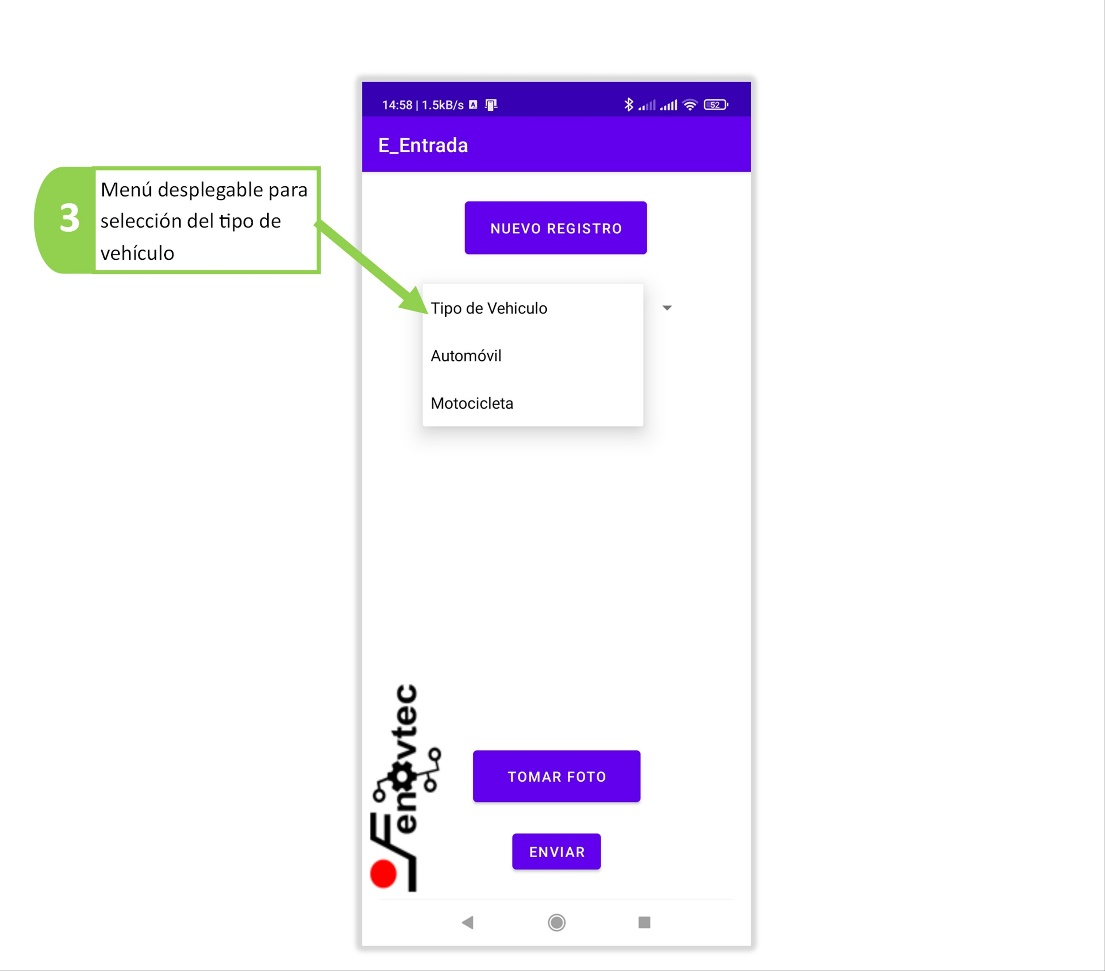 14:58 | 1.5kB/s A
52
E_Entrada
3
Menú desplegable para
selección del tipo de
vehículo
NUEVO REGISTRO
Tipo de Vehiculo
Automóvil
Motocicleta
enovtec
TOMAR FOTO
ENVIAR